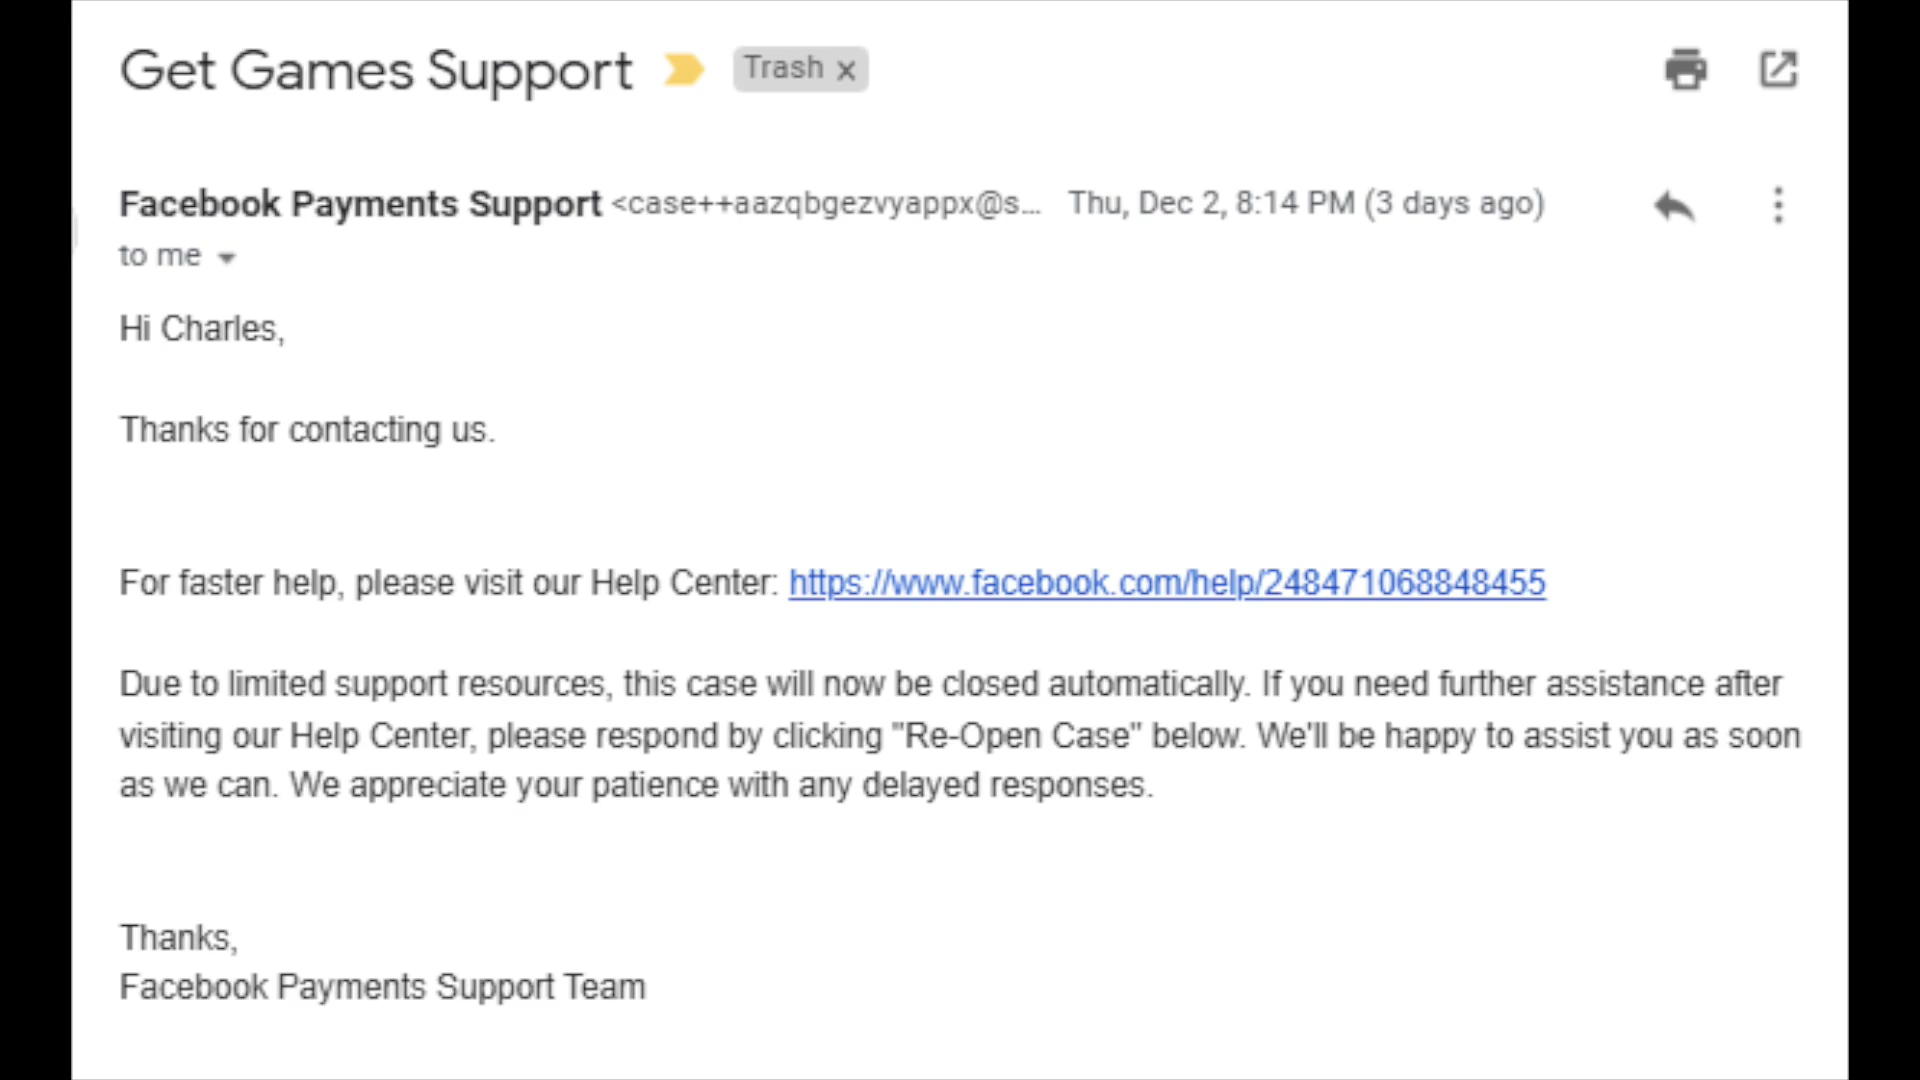 Get Games Support Trash x
Facebook Payments Support <case++aazqbgezvyappx@s... Thu, Dec 2, 8:14 PM (3 days ago)
to me
Hi Charles,
Thanks for contacting us.
For faster help, please visit our Help Center: https://www.facebook.com/help/248471068848455
Due to limited support resources, this case will now be closed automatically. If you need further assistance after
visiting our Help Center, please respond by clicking "Re-Open Case" below. We'll be happy to assist you as soon
as we can. We appreciate your patience with any delayed responses.
Thanks,
Facebook Payments Support Team